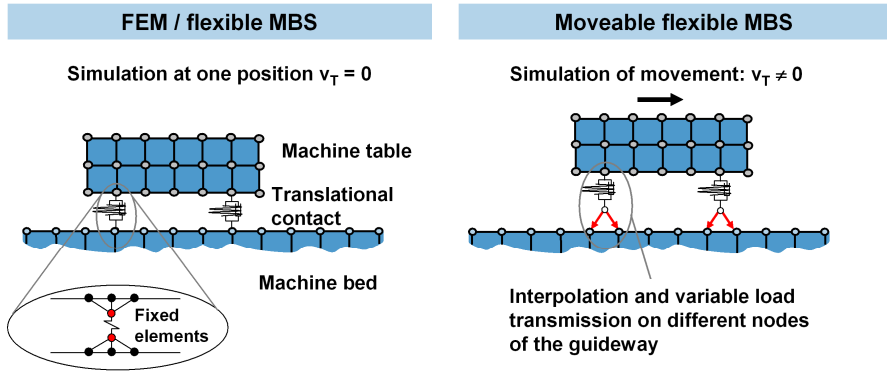 FEM / flexible MBS
Simulation at one position vT = 0
Machine table
Translational
contact
Machine bed
Fixed
elements
Moveable flexible MBS
Simulation of movement: vT ≠ 0
Interpolation and variable load
transmission on different nodes
of the guideway